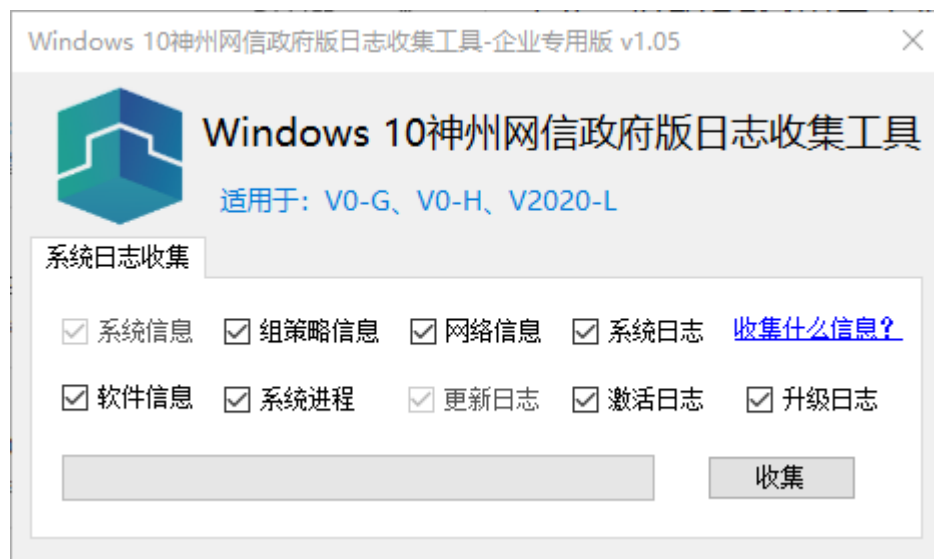 Windows 10神州网信政府版日志收集工具-企业专用版 v1.05
Windows 10神州网信政府版日志收集工具
适用于：V0-G、V0-H、V2020-L
系统日志收集
系统信息 组策略信息 网络信息 系统日志 收集什么信息？
软件信息 系统进程 更新日志 激活日志 升级日志
收集